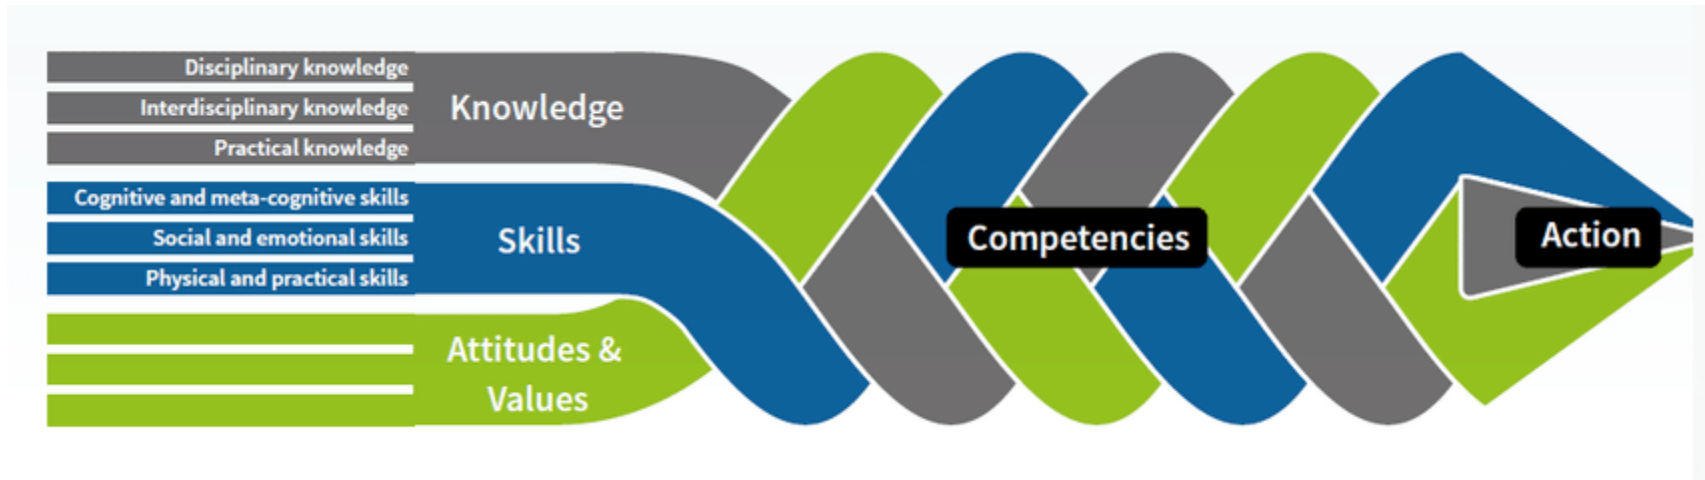 Disciplinary knowledge
Interdisciplinary knowledge
Practical knowledge
Knowledge
Cognitive and meta-cognitive skills
Social and emotional skills
Physical and practical skills
Skills
Attitudes &
Values
Competencies
Action